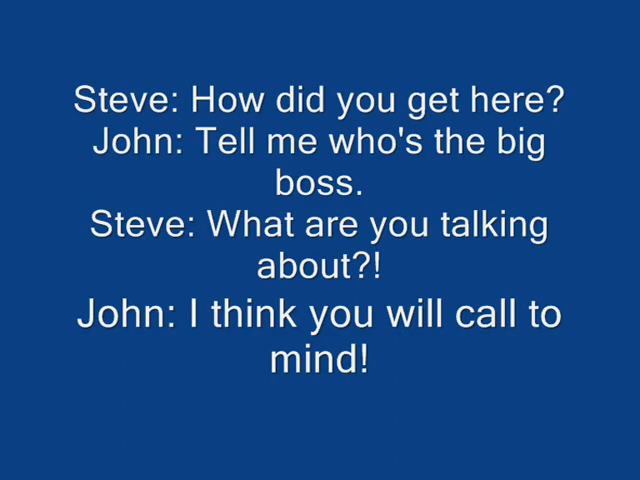 Steve: How did you get here?
John: Tell me who's the big
boss.
Steve: What are you talking
about?!
John: I think you will call to
mind!